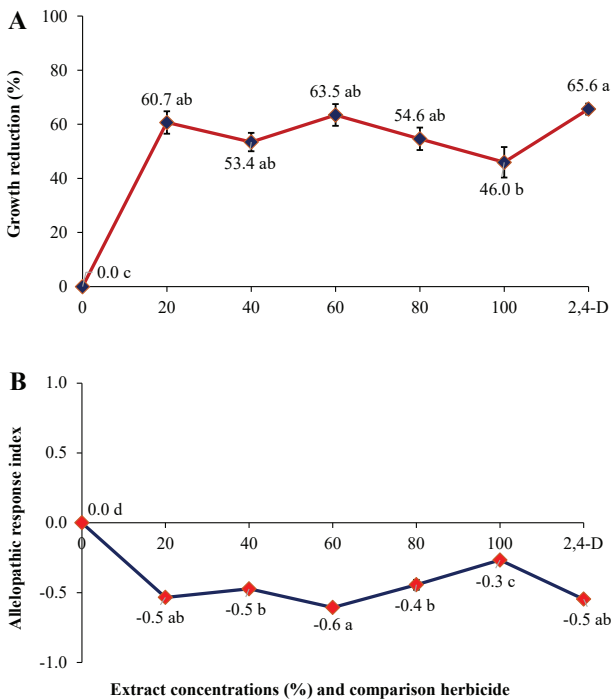 A
Growth reduction (%)
100
80
60
40
20
0
60.7 ab
53.4 ab
63.5 ab
54.6 ab
46.0 b
65.6 a
0.0 c
0 20 40 60 80 100 2,4-D
B
Allelopathic response index
1.0
0.5
0.0
-0.5
-1.0
0.0 d
0 20 40 60 80 100 2,4-D
-0.5 ab
-0.5 b
-0.6 a
-0.4 b
-0.3 c
-0.5 ab
Extract concentrations (%) and comparison herbicide